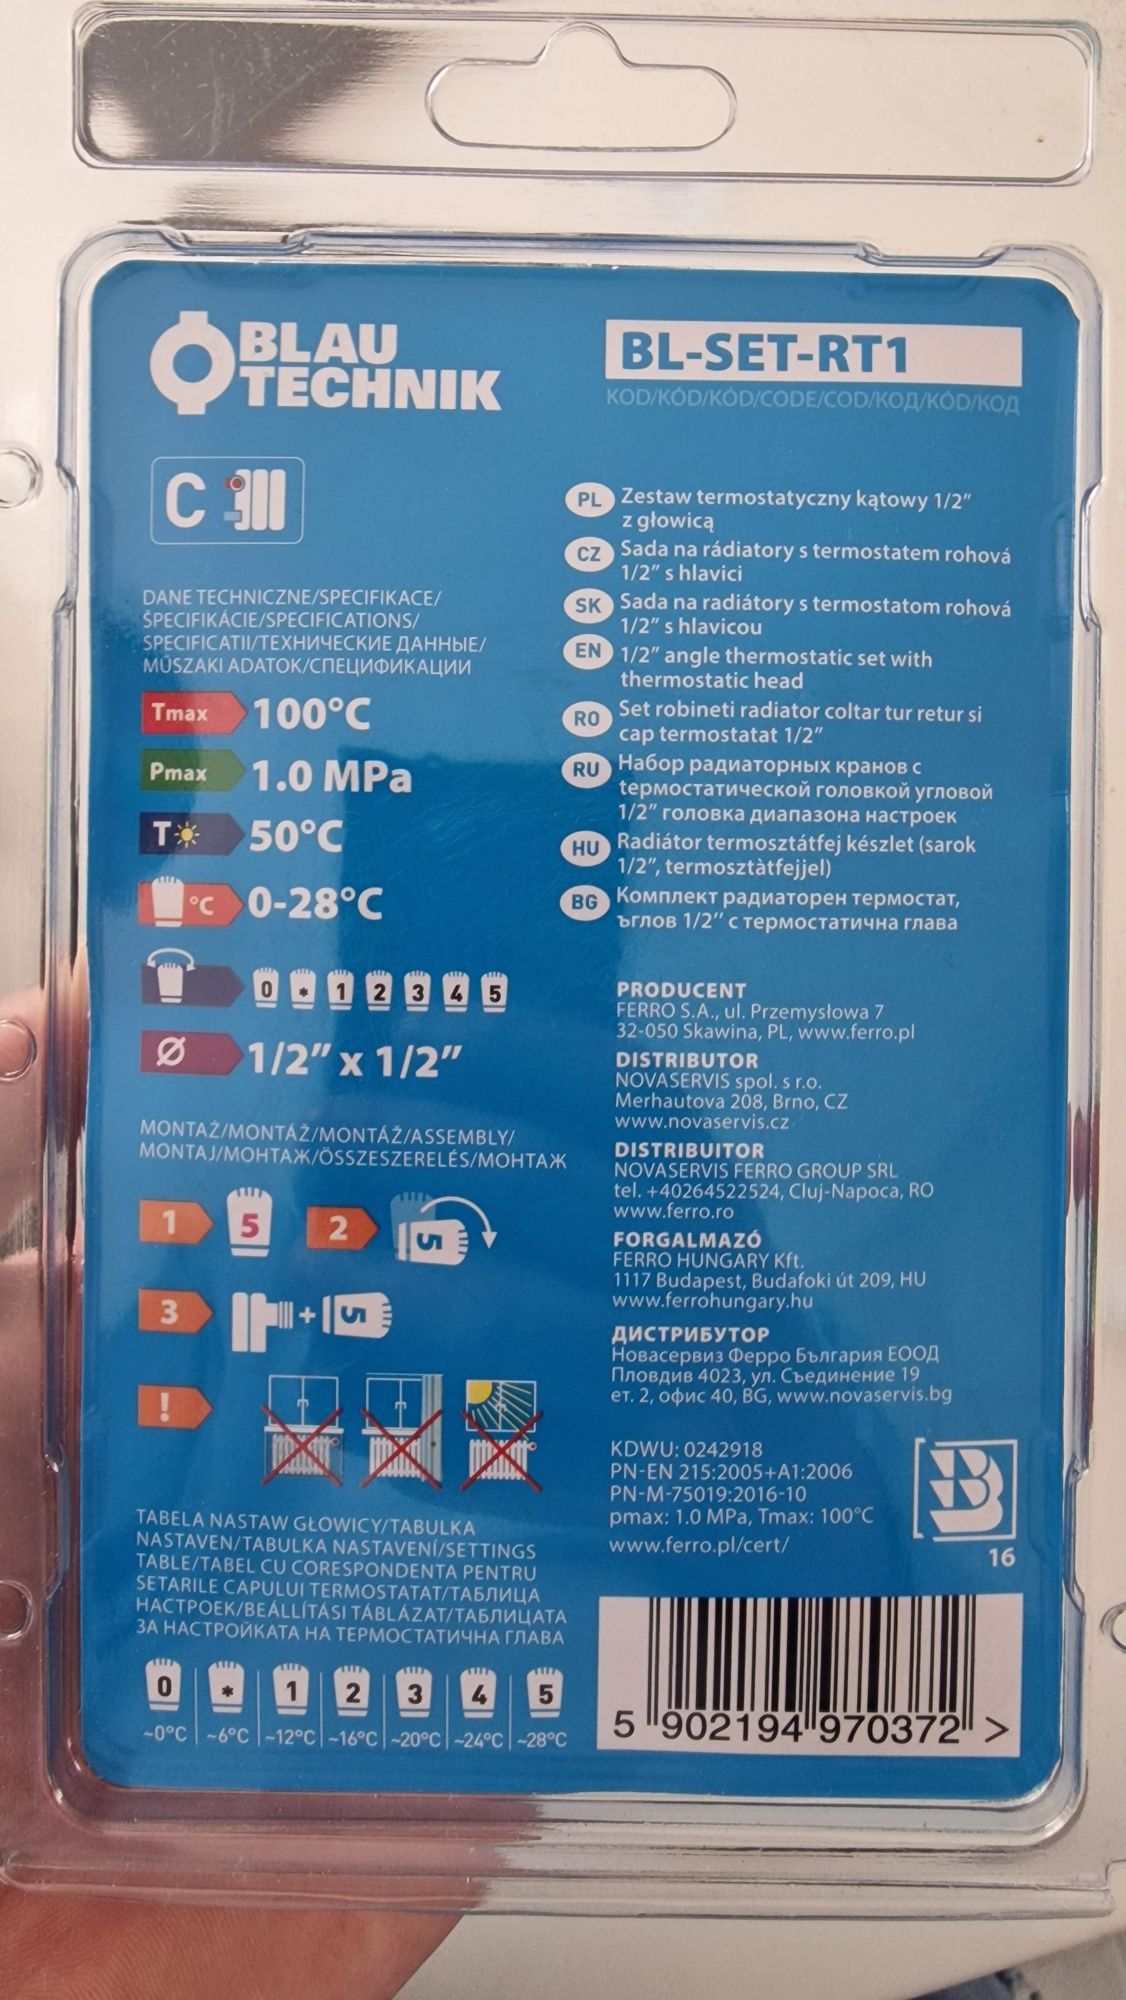 BLAU
TECHNIK
BL-SET-RT1
KOD/KÓD/KÓD/CODE/COD/КОД/KÓD/КОД
C
DANE TECHNICZNE/SPECIFIKACE/
ŠPECIFIKÁCIE/SPECIFICATIONS/
SPECIFICATII/ТЕХНИЧЕСКИЕ ДАННЫЕ/
MŰSZAKI ADATOK/СПЕЦИФИКАЦИИ
Tmax 100°C
Pmax 1.0 MPa
T 50°C
°C 0-28°C
0 * 1 2 3 4 5
Ø 1/2” x 1/2”
MONTAŻ/MONTÁŽ/MONTÁŽ/ASSEMBLY/
MONTAJ/МОНТАЖ/ÖSSZESZERELÉS/МОНТАЖ
1 5 2 5
3 + 5
!
TABELA NASTAW GŁOWICY/TABULKA
NASTAVEN/TABULKA NASTAVENÍ/SETTINGS
TABLE/TABEL CU CORESPONDENTA PENTRU
SETARILE CAPULUI TERMOSTATAT/ТАБЛИЦА
НАСТРОЕК/BEÁLLÍTÁSI TÁBLÁZAT/ТАБЛИЦАТА
ЗА НАСТРОЙКАТА НА ТЕРМОСТАТИЧНА ГЛАВА
0 * 1 2 3 4 5
~0°C ~6°C ~12°C ~16°C ~20°C ~24°C ~28°C
PL Zestaw termostatyczny kątowy 1/2”
z głowicą
CZ Sada na rádiatory s termostatem rohová
1/2” s hlavici
SK Sada na radiátory s termostatom rohová
1/2” s hlavicou
EN 1/2” angle thermostatic set with
thermostatic head
RO Set robineti radiator coltar tur retur si
cap termostatat 1/2”
RU Набор радиаторных кранов с
термостатической головкой угловой
1/2” головка диапазона настроек
HU Radiátor termosztátfej készlet (sarok
1/2”, termosztàtfejjel)
BG Комплект радиаторен термостат,
ъглов 1/2’’ с термостатична глава
PRODUCENT
FERRO S.A., ul. Przemysłowa 7
32-050 Skawina, PL, www.ferro.pl
DISTRIBUTOR
NOVASERVIS spol. s r.o.
Merhautova 208, Brno, CZ
www.novaservis.cz
DISTRIBUITOR
NOVASERVIS FERRO GROUP SRL
tel. +40264522524, Cluj-Napoca, RO
www.ferro.ro
FORGALMAZÓ
FERRO HUNGARY Kft.
1117 Budapest, Budafoki út 209, HU
www.ferrohungary.hu
ДИСТРИБУТОР
Новасервиз Ферро България ЕООД
Пловдив 4023, ул. Съединение 19
ет. 2, офис 40, BG, www.novaservis.bg
KDWU: 0242918
PN-EN 215:2005+A1:2006
PN-M-75019:2016-10
pmax: 1.0 MPa, Tmax: 100°C
www.ferro.pl/cert/
B
16
5 902194 970372 >